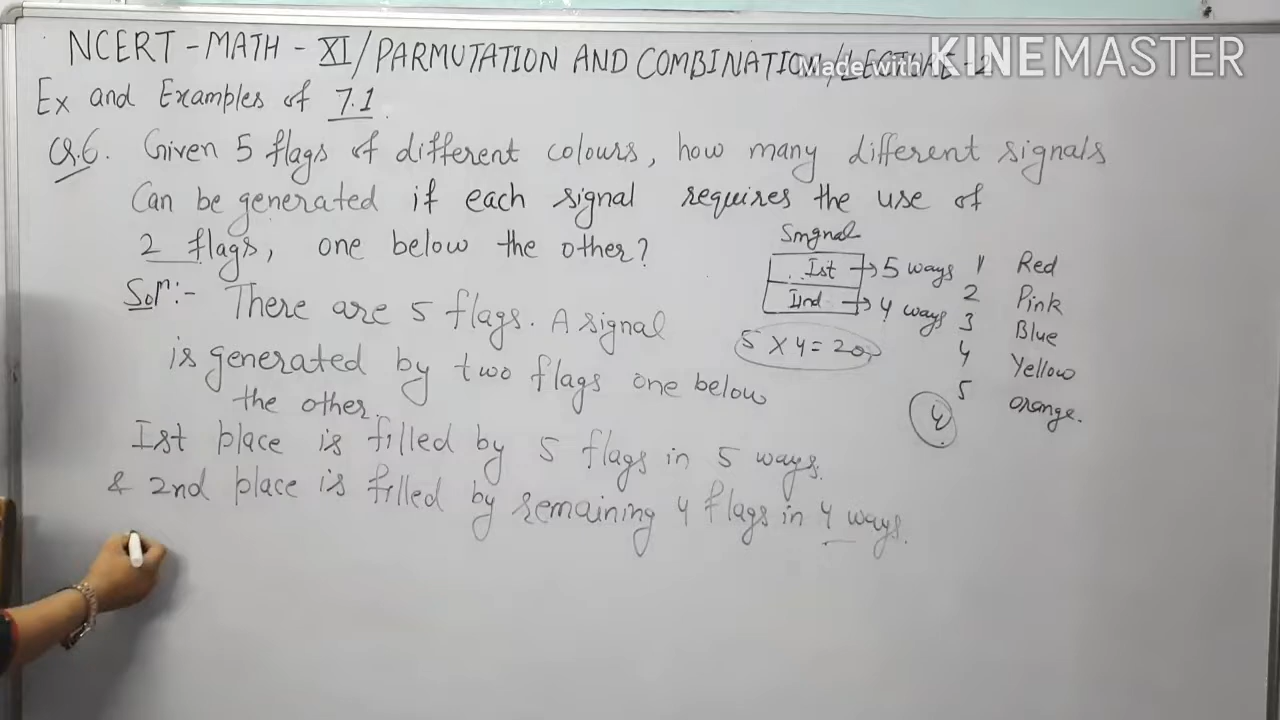 NCERT - MATH - XI/PARMUTATION AND COMBINATION/LECTURE-2
Made with KINEMASTER
Ex and Examples of 7.1
Q.6. Given 5 flags of different colours, how many different signals
Can be generated if each signal requires the use of
2 flags, one below the other?
Smgnal
Ist → 5 ways
IInd → 4 ways
5 X 4 = 20
1 Red
2 Pink
3 Blue
4 Yellow
5 orange.
4
Sol:- There are 5 flags. A signal
is generated by two flags one below
the other.
Ist place is filled by 5 flags in 5 ways.
& 2nd place is filled by remaining 4 flags in 4 ways.